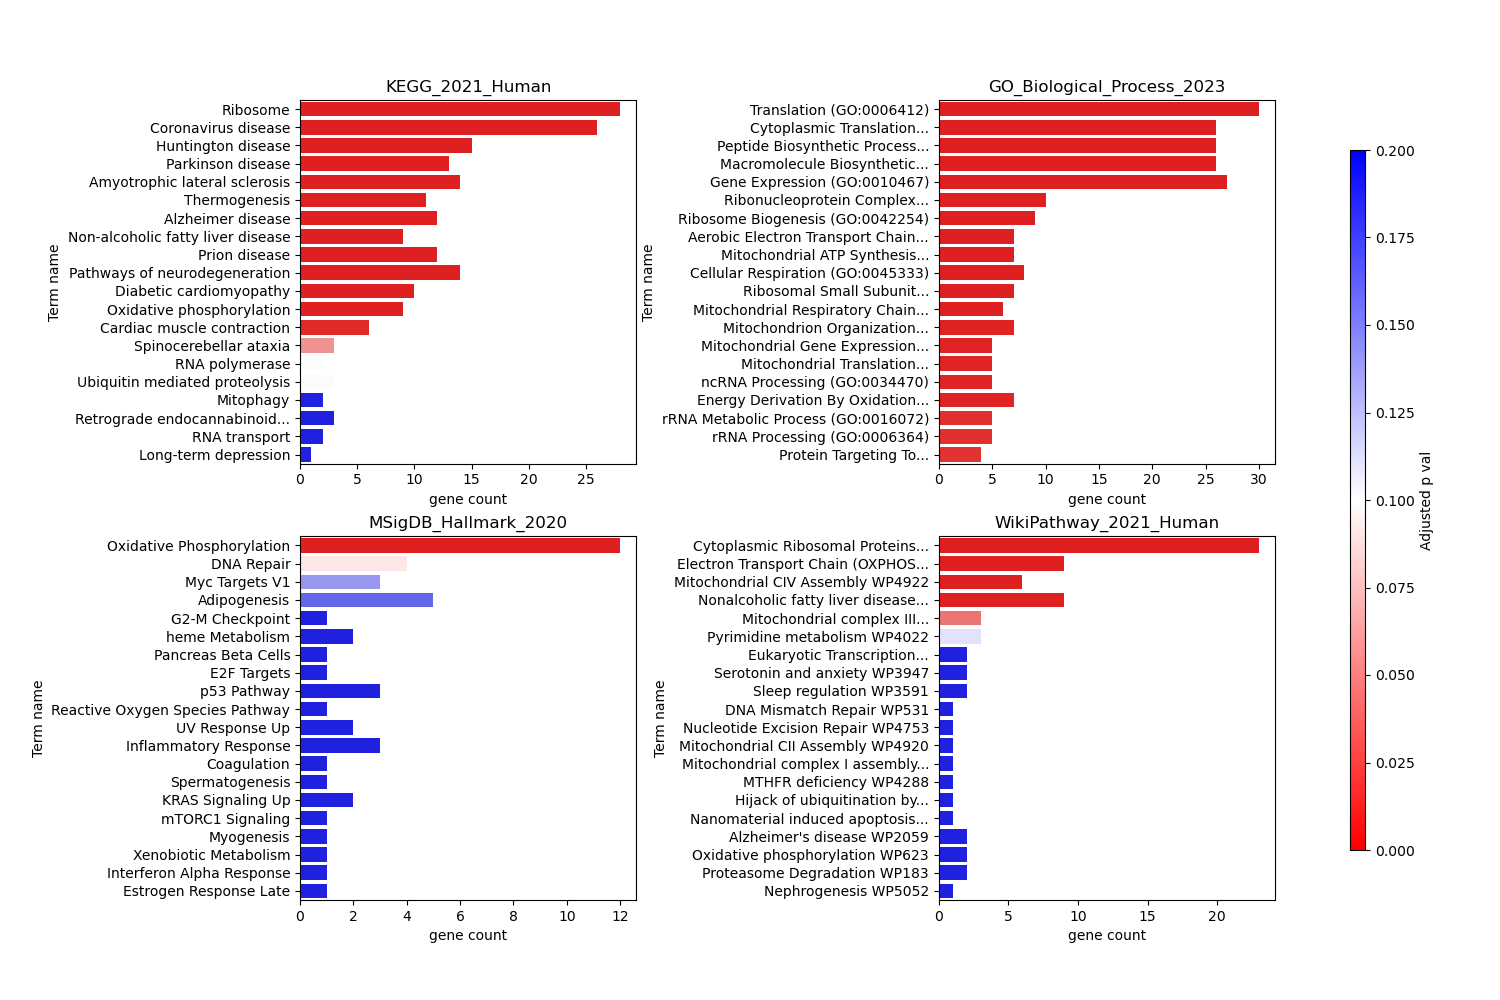 KEGG_2021_Human
Term name
Ribosome
Coronavirus disease
Huntington disease
Parkinson disease
Amyotrophic lateral sclerosis
Thermogenesis
Alzheimer disease
Non-alcoholic fatty liver disease
Prion disease
Pathways of neurodegeneration
Diabetic cardiomyopathy
Oxidative phosphorylation
Cardiac muscle contraction
Spinocerebellar ataxia
RNA polymerase
Ubiquitin mediated proteolysis
Mitophagy
Retrograde endocannabinoid...
RNA transport
Long-term depression
0 5 10 15 20 25
gene count
GO_Biological_Process_2023
Term name
Translation (GO:0006412)
Cytoplasmic Translation...
Peptide Biosynthetic Process...
Macromolecule Biosynthetic...
Gene Expression (GO:0010467)
Ribonucleoprotein Complex...
Ribosome Biogenesis (GO:0042254)
Aerobic Electron Transport Chain...
Mitochondrial ATP Synthesis...
Cellular Respiration (GO:0045333)
Ribosomal Small Subunit...
Mitochondrial Respiratory Chain...
Mitochondrion Organization...
Mitochondrial Gene Expression...
Mitochondrial Translation...
ncRNA Processing (GO:0034470)
Energy Derivation By Oxidation...
rRNA Metabolic Process (GO:0016072)
rRNA Processing (GO:0006364)
Protein Targeting To...
0 5 10 15 20 25 30
gene count
MSigDB_Hallmark_2020
Term name
Oxidative Phosphorylation
DNA Repair
Myc Targets V1
Adipogenesis
G2-M Checkpoint
heme Metabolism
Pancreas Beta Cells
E2F Targets
p53 Pathway
Reactive Oxygen Species Pathway
UV Response Up
Inflammatory Response
Coagulation
Spermatogenesis
KRAS Signaling Up
mTORC1 Signaling
Myogenesis
Xenobiotic Metabolism
Interferon Alpha Response
Estrogen Response Late
0 2 4 6 8 10 12
gene count
WikiPathway_2021_Human
Term name
Cytoplasmic Ribosomal Proteins...
Electron Transport Chain (OXPHOS...
Mitochondrial CIV Assembly WP4922
Nonalcoholic fatty liver disease...
Mitochondrial complex III...
Pyrimidine metabolism WP4022
Eukaryotic Transcription...
Serotonin and anxiety WP3947
Sleep regulation WP3591
DNA Mismatch Repair WP531
Nucleotide Excision Repair WP4753
Mitochondrial CII Assembly WP4920
Mitochondrial complex I assembly...
MTHFR deficiency WP4288
Hijack of ubiquitination by...
Nanomaterial induced apoptosis...
Alzheimer's disease WP2059
Oxidative phosphorylation WP623
Proteasome Degradation WP183
Nephrogenesis WP5052
0 5 10 15 20
gene count
0.200
0.175
0.150
0.125
0.100
0.075
0.050
0.025
0.000
Adjusted p val